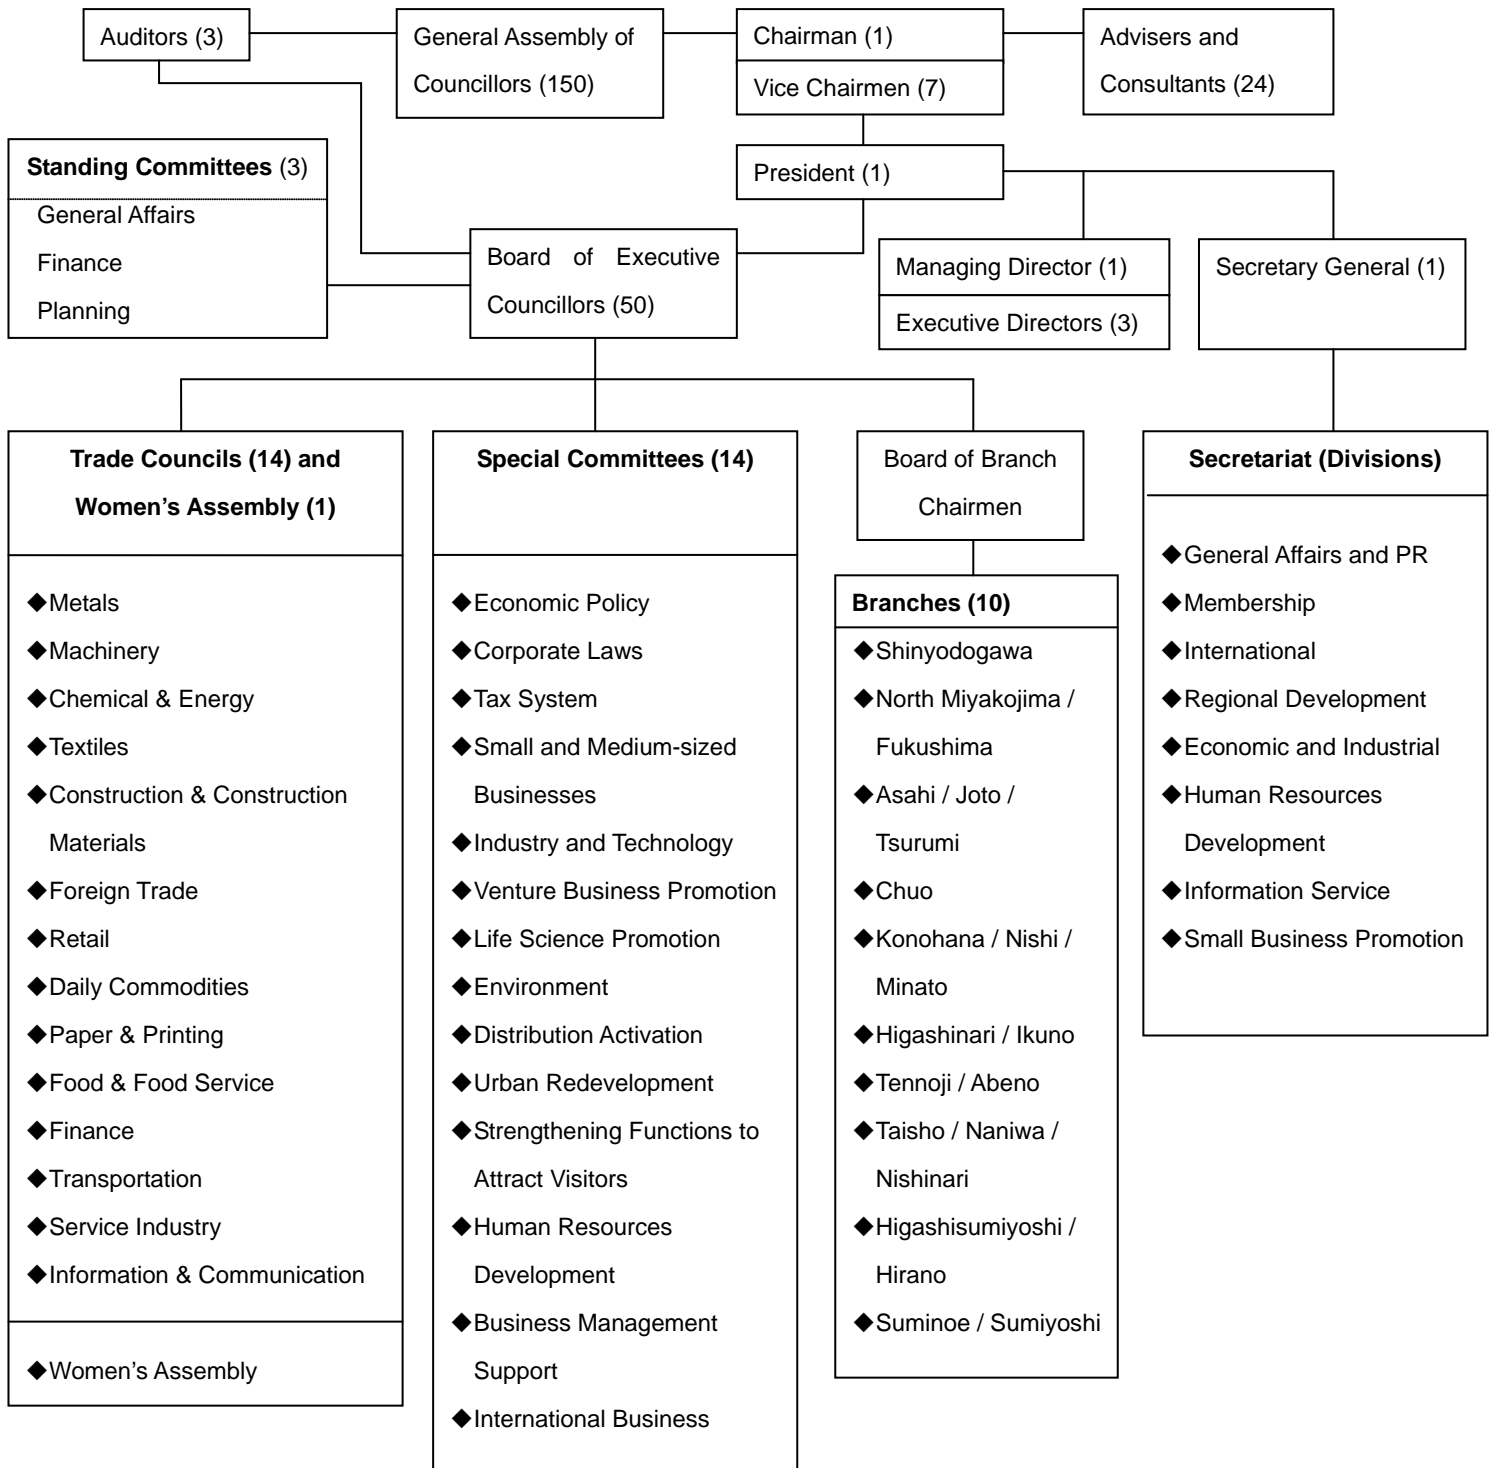 Auditors (3)
General Assembly of
Councillors (150)
Chairman (1)
Vice Chairmen (7)
Advisers and
Consultants (24)
Standing Committees (3)
General Affairs
Finance
Planning
President (1)
Board of Executive
Councillors (50)
Managing Director (1)
Executive Directors (3)
Secretary General (1)
Trade Councils (14) and
Women’s Assembly (1)
◆Metals
◆Machinery
◆Chemical & Energy
◆Textiles
◆Construction & Construction
Materials
◆Foreign Trade
◆Retail
◆Daily Commodities
◆Paper & Printing
◆Food & Food Service
◆Finance
◆Transportation
◆Service Industry
◆Information & Communication
◆Women’s Assembly
Special Committees (14)
◆Economic Policy
◆Corporate Laws
◆Tax System
◆Small and Medium-sized
Businesses
◆Industry and Technology
◆Venture Business Promotion
◆Life Science Promotion
◆Environment
◆Distribution Activation
◆Urban Redevelopment
◆Strengthening Functions to
Attract Visitors
◆Human Resources
Development
◆Business Management
Support
◆International Business
Board of Branch
Chairmen
Branches (10)
◆Shinyodogawa
◆North Miyakojima /
Fukushima
◆Asahi / Joto /
Tsurumi
◆Chuo
◆Konohana / Nishi /
Minato
◆Higashinari / Ikuno
◆Tennoji / Abeno
◆Taisho / Naniwa /
Nishinari
◆Higashisumiyoshi /
Hirano
◆Suminoe / Sumiyoshi
Secretariat (Divisions)
◆General Affairs and PR
◆Membership
◆International
◆Regional Development
◆Economic and Industrial
◆Human Resources
Development
◆Information Service
◆Small Business Promotion